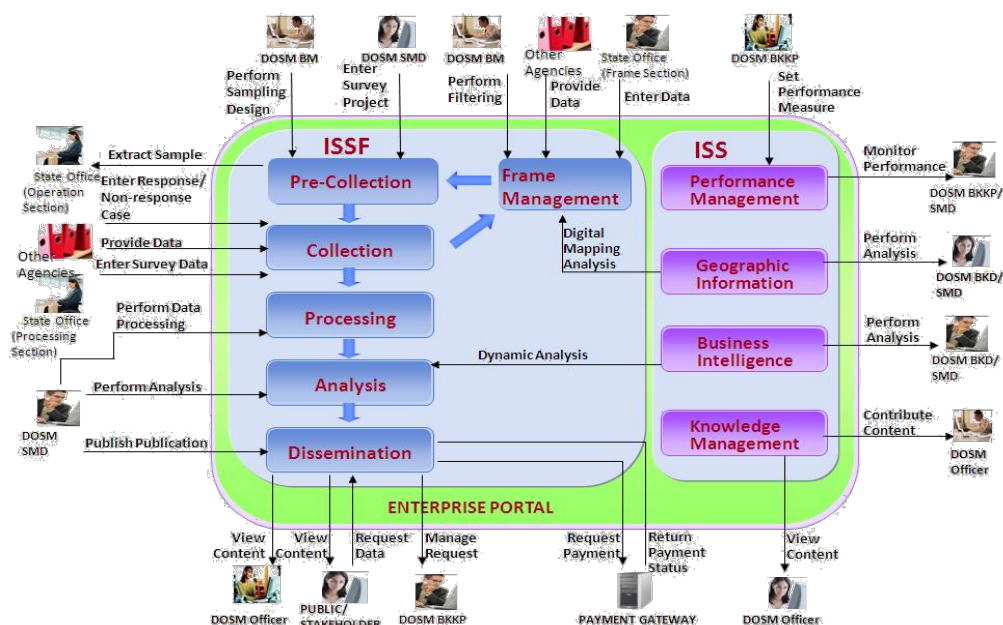 DOSM BM
DOSM SMD
DOSM BM
Other
Agencies
State Office
(Frame Section)
DOSM BKKP
Perform
Sampling
Design
Enter
Survey
Project
Perform
Filtering
Provide
Data
Enter Data
Set
Performance
Measure
ISSF
ISS
Extract Sample
State Office
(Operation
Section)
Enter Response/
Non-response
Case
Pre-Collection
Frame
Management
Performance
Management
Monitor
Performance
DOSM BKKP/
SMD
Provide Data
Other
Agencies
Enter Survey Data
Collection
Digital
Mapping
Analysis
Geographic
Information
Perform
Analysis
DOSM BKD/
SMD
State Office
(Processing
Section)
Perform Data
Processing
Processing
Business
Intelligence
Perform
Analysis
DOSM BKD/
SMD
Dynamic Analysis
Perform Analysis
Analysis
DOSM
SMD
Publish Publication
Dissemination
Knowledge
Management
Contribute
Content
DOSM
Officer
ENTERPRISE PORTAL
View
Content
View
Content
Request
Data
Manage
Request
Request
Payment
Return
Payment
Status
View
Content
DOSM Officer
PUBLIC/
STAKEHOLDER
DOSM BKKP
PAYMENT GATEWAY
DOSM Officer